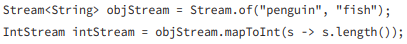 Stream<String> objStream = Stream.of("penguin", "fish");
IntStream intStream = objStream.mapToInt(s -> s.length());